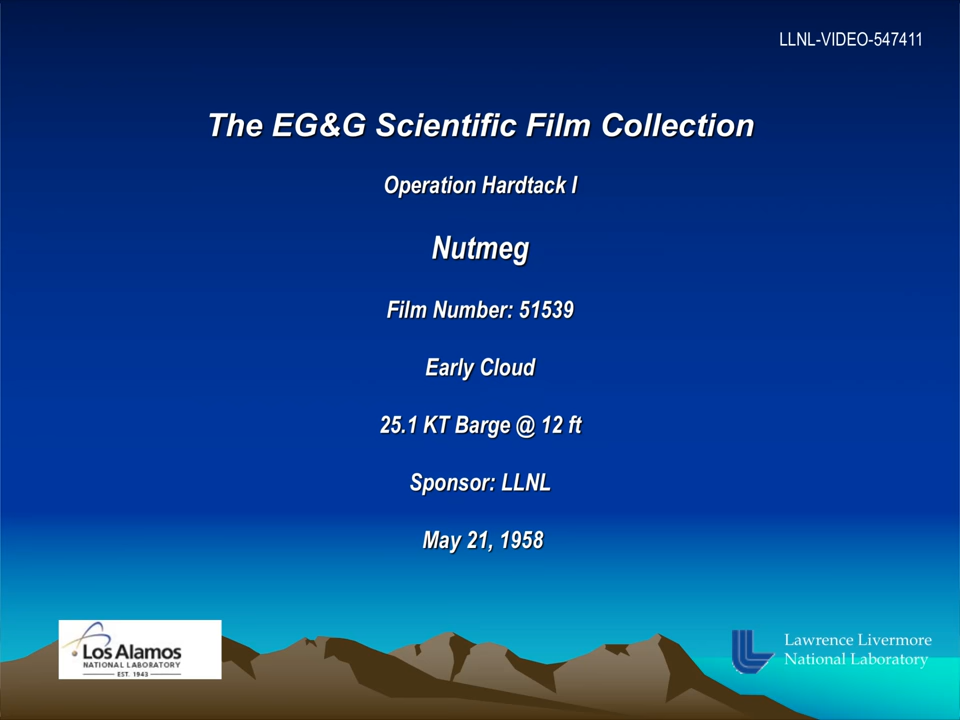 LLNL-VIDEO-547411
The EG&G Scientific Film Collection
Operation Hardtack I
Nutmeg
Film Number: 51539
Early Cloud
25.1 KT Barge @ 12 ft
Sponsor: LLNL
May 21, 1958
Los Alamos
NATIONAL LABORATORY
EST. 1943
Lawrence Livermore
National Laboratory